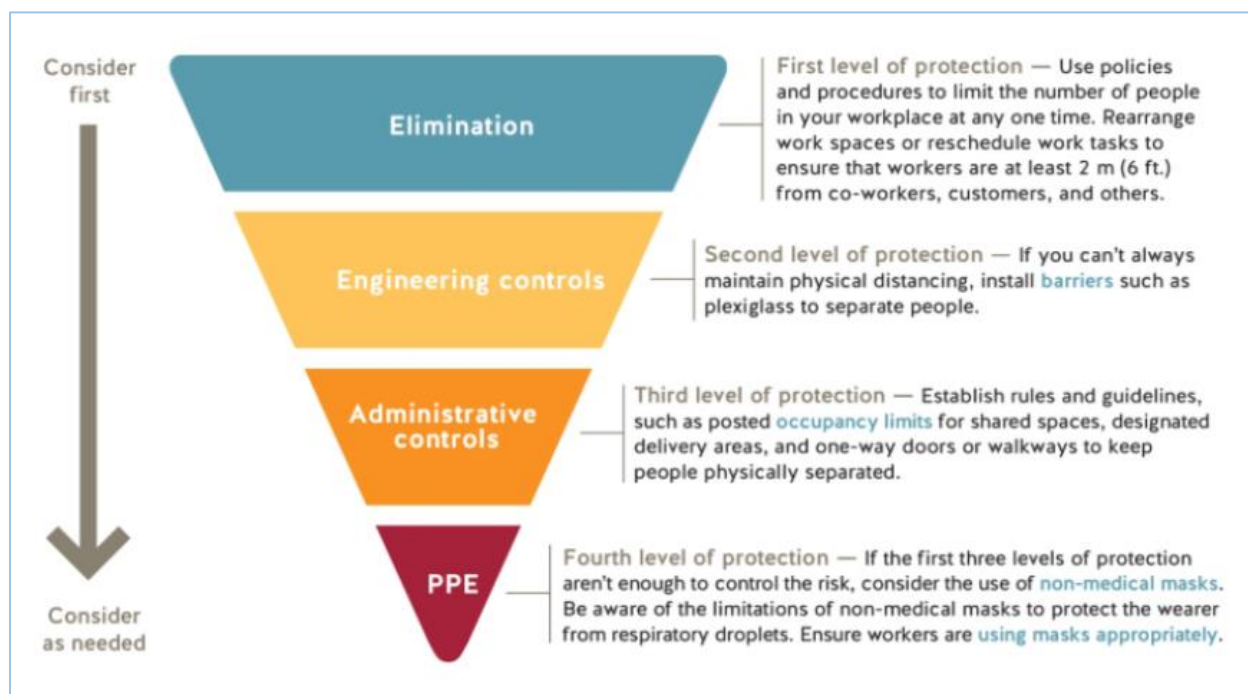 Consider
first
Elimination
First level of protection — Use policies
and procedures to limit the number of people
in your workplace at any one time. Rearrange
work spaces or reschedule work tasks to
ensure that workers are at least 2 m (6 ft.)
from co-workers, customers, and others.
Engineering controls
Second level of protection — If you can't always
maintain physical distancing, install barriers such as
plexiglass to separate people.
Administrative
controls
Third level of protection — Establish rules and guidelines,
such as posted occupancy limits for shared spaces, designated
delivery areas, and one-way doors or walkways to keep
people physically separated.
PPE
Fourth level of protection — If the first three levels of protection
aren't enough to control the risk, consider the use of non-medical masks.
Be aware of the limitations of non-medical masks to protect the wearer
from respiratory droplets. Ensure workers are using masks appropriately.
Consider
as needed